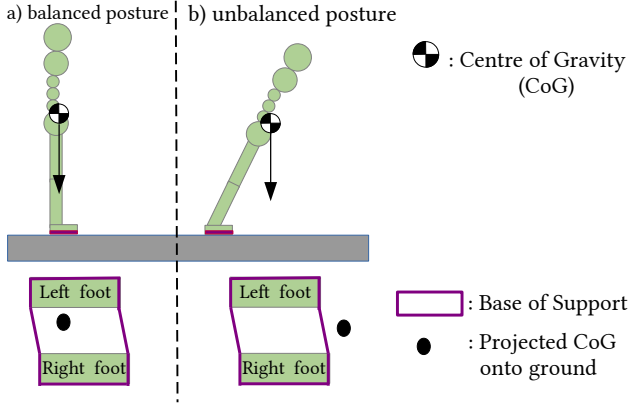 a) balanced posture
b) unbalanced posture
: Centre of Gravity
(CoG)
Left foot
Right foot
Left foot
Right foot
: Base of Support
: Projected CoG
onto ground